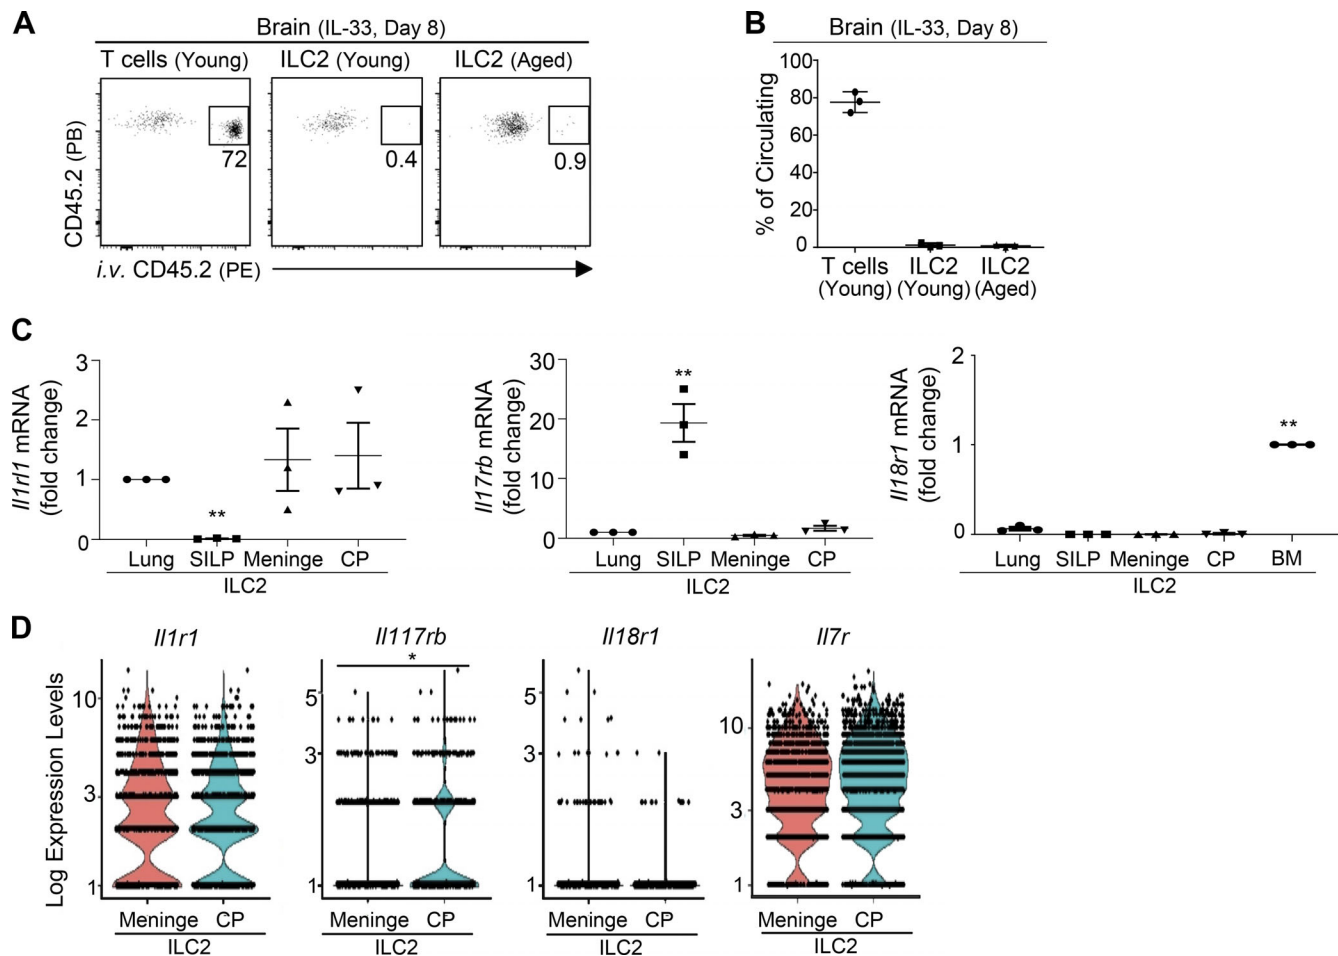 A
Brain (IL-33, Day 8)
T cells (Young) ILC2 (Young) ILC2 (Aged)
CD45.2 (PB)
72
0.4
0.9
i.v. CD45.2 (PE)
B
Brain (IL-33, Day 8)
% of Circulating
100
80
60
40
20
0
T cells ILC2 ILC2
(Young) (Young) (Aged)
C
Il1rl1 mRNA
(fold change)
3
2
1
0
**
Lung SILP Meninge CP
ILC2
Il17rb mRNA
(fold change)
30
20
10
0
**
Lung SILP Meninge CP
ILC2
Il18r1 mRNA
(fold change)
2
1
0
**
Lung SILP Meninge CP BM
ILC2
D
Log Expression Levels
Il1r1
10
3
1
Meninge CP
ILC2
Il117rb
*
5
3
1
Meninge CP
ILC2
Il18r1
5
3
1
Meninge CP
ILC2
Il7r
10
3
1
Meninge CP
ILC2